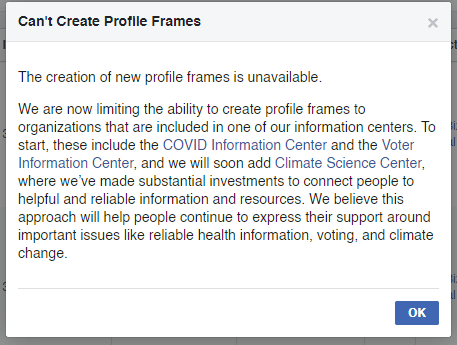 Can't Create Profile Frames
×
The creation of new profile frames is unavailable.
We are now limiting the ability to create profile frames to
organizations that are included in one of our information centers. To
start, these include the COVID Information Center and the Voter
Information Center, and we will soon add Climate Science Center,
where we've made substantial investments to connect people to
helpful and reliable information and resources. We believe this
approach will help people continue to express their support around
important issues like reliable health information, voting, and climate
change.
OK